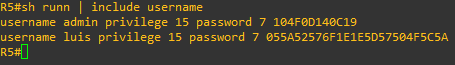 R5#sh runn | include username
username admin privilege 15 password 7 104F0D140C19
username luis privilege 15 password 7 055A52576F1E1E5D57504F5C5A
R5#